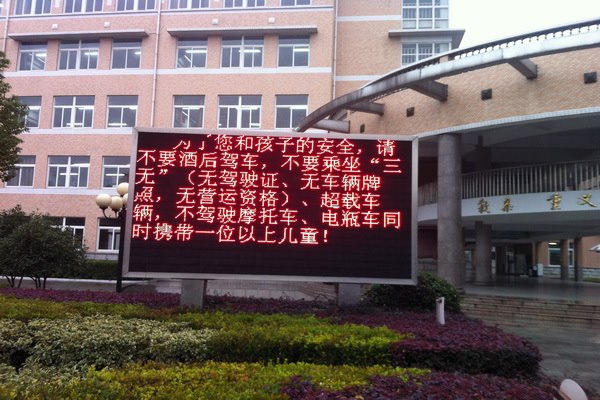 为了您和孩子的安全，请
不要酒后驾车，不要乘坐“三
无”（无驾驶证、无车辆牌
照，无营运资格）、超载车
辆，不驾驶摩托车、电瓶车同
时携带一位以上儿童！